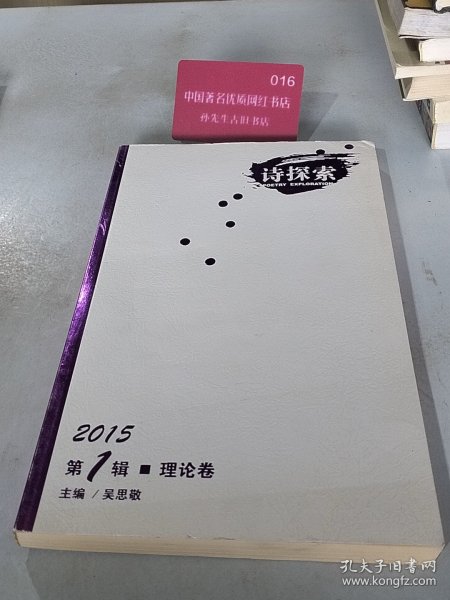 016
中国著名优质网红书店
孙先生古旧书店
诗探索
POETRY EXPLORATION
2015
第1辑 ■ 理论卷
主编 / 吴思敬
孔夫子旧书网
www.kongfz.com